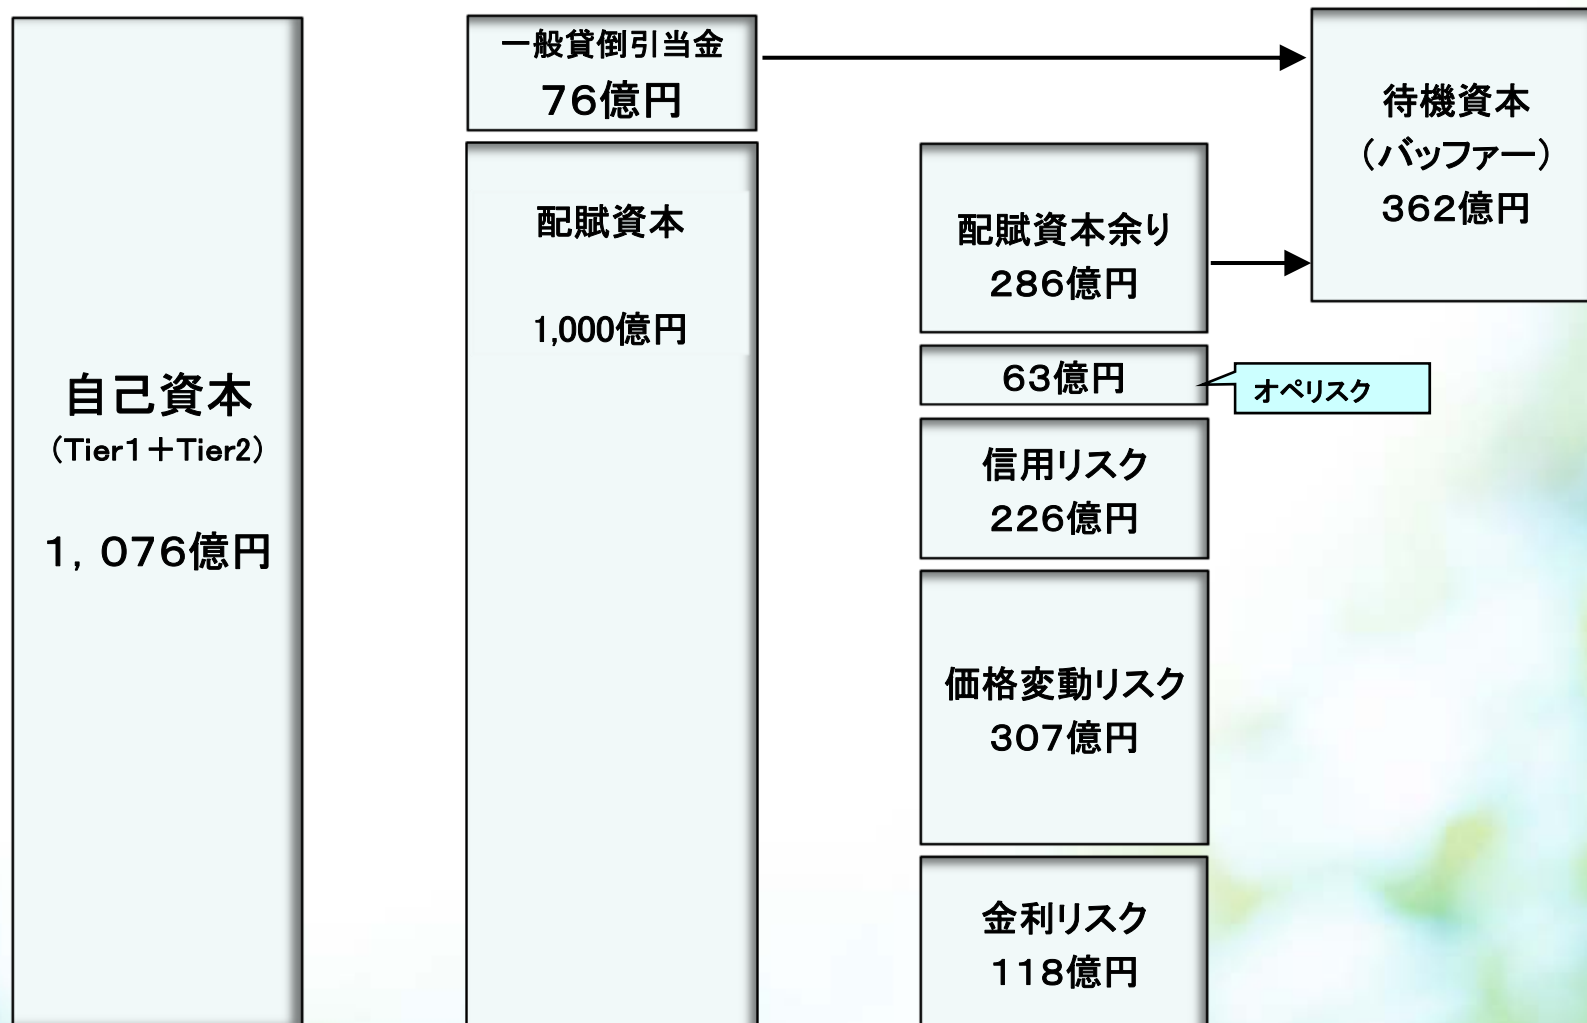 自己資本
（Tier1＋Tier2）
１，０７６億円
一般貸倒引当金
７６億円
配賦資本
1,000億円
配賦資本余り
２８６億円
６３億円
オペリスク
信用リスク
２２６億円
価格変動リスク
３０７億円
金利リスク
１１８億円
待機資本
（バッファー）
３６２億円